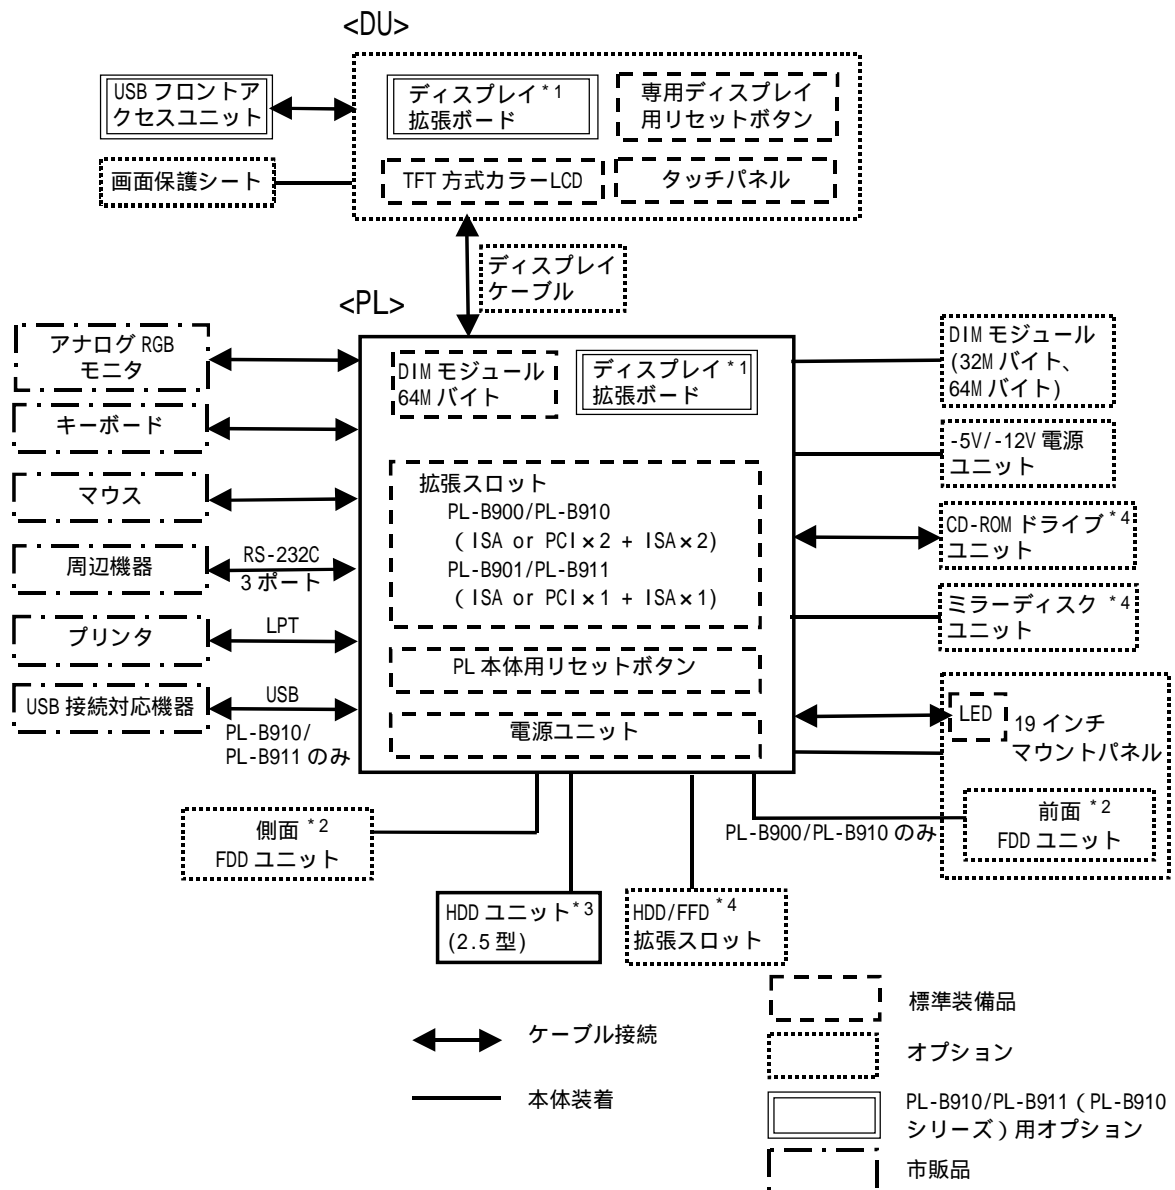 <DU>
USB フロントア
クセスユニット
ディスプレイ*1
拡張ボード
専用ディスプレイ
用リセットボタン
画面保護シート
TFT 方式カラーLCD
タッチパネル
ディスプレイ
ケーブル
<PL>
アナログ RGB
モニタ
キーボード
マウス
周辺機器
RS-232C
3 ポート
プリンタ
LPT
USB 接続対応機器
USB
PL-B910/
PL-B911 のみ
DIM モジュール
64M バイト
ディスプレイ*1
拡張ボード
拡張スロット
PL-B900/PL-B910
(ISA or PCI×2 + ISA×2)
PL-B901/PL-B911
(ISA or PCI×1 + ISA×1)
PL 本体用リセットボタン
電源ユニット
DIM モジュール
(32M バイト、
64M バイト)
-5V/-12V 電源
ユニット
CD-ROM ドライブ*4
ユニット
ミラーディスク *4
ユニット
LED
19 インチ
マウントパネル
前面 *2
FDD ユニット
PL-B900/PL-B910 のみ
側面 *2
FDD ユニット
HDD ユニット*3
(2.5 型)
HDD/FFD *4
拡張スロット
ケーブル接続
本体装着
標準装備品
オプション
PL-B910/PL-B911 ( PL-B910
シリーズ ) 用オプション
市販品